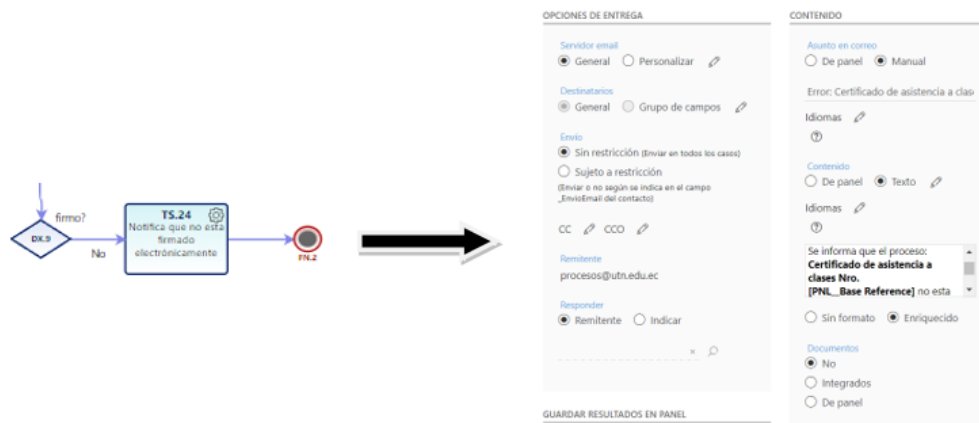 firmo?
DX.9
No
TS.24
Notifica que no esta
firmado
electrónicamente
FN.2
OPCIONES DE ENTREGA
Servidor email
General Personalizar
Destinatarios
General Grupo de campos
Envío
Sin restricción (Enviar en todos los casos)
Sujeto a restricción
(Enviar o no según se indica en el campo
_EnvioEmail del contacto)
CC CCO
Remitente
procesos@utn.edu.ec
Responder
Remitente Indicar
GUARDAR RESULTADOS EN PANEL
CONTENIDO
Asunto en correo
De panel Manual
Error: Certificado de asistencia a clas
Idiomas
Contenido
De panel Texto
Idiomas
Se informa que el proceso:
Certificado de asistencia a
clases Nro.
[PNL_Base Reference] no esta
Sin formato Enriquecido
Documentos
No
Integrados
De panel